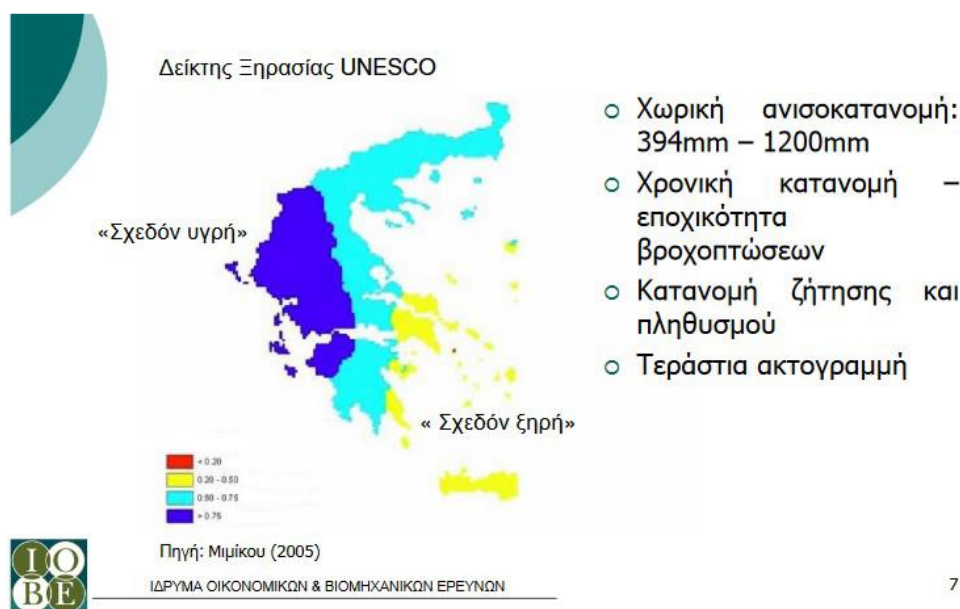 Δείκτης Ξηρασίας UNESCO
«Σχεδόν υγρή»
« Σχεδόν ξηρή»
< 0.20
0.20 - 0.50
0.50 - 0.75
> 0.75
Πηγή: Μιμίκου (2005)
Χωρική ανισοκατανομή:
394mm – 1200mm
Χρονική κατανομή –
εποχικότητα
βροχοπτώσεων
Κατανομή ζήτησης και
πληθυσμού
Τεράστια ακτογραμμή
ΙΟ
ΒΕ
ΙΔΡΥΜΑ ΟΙΚΟΝΟΜΙΚΩΝ & ΒΙΟΜΗΧΑΝΙΚΩΝ ΕΡΕΥΝΩΝ
7